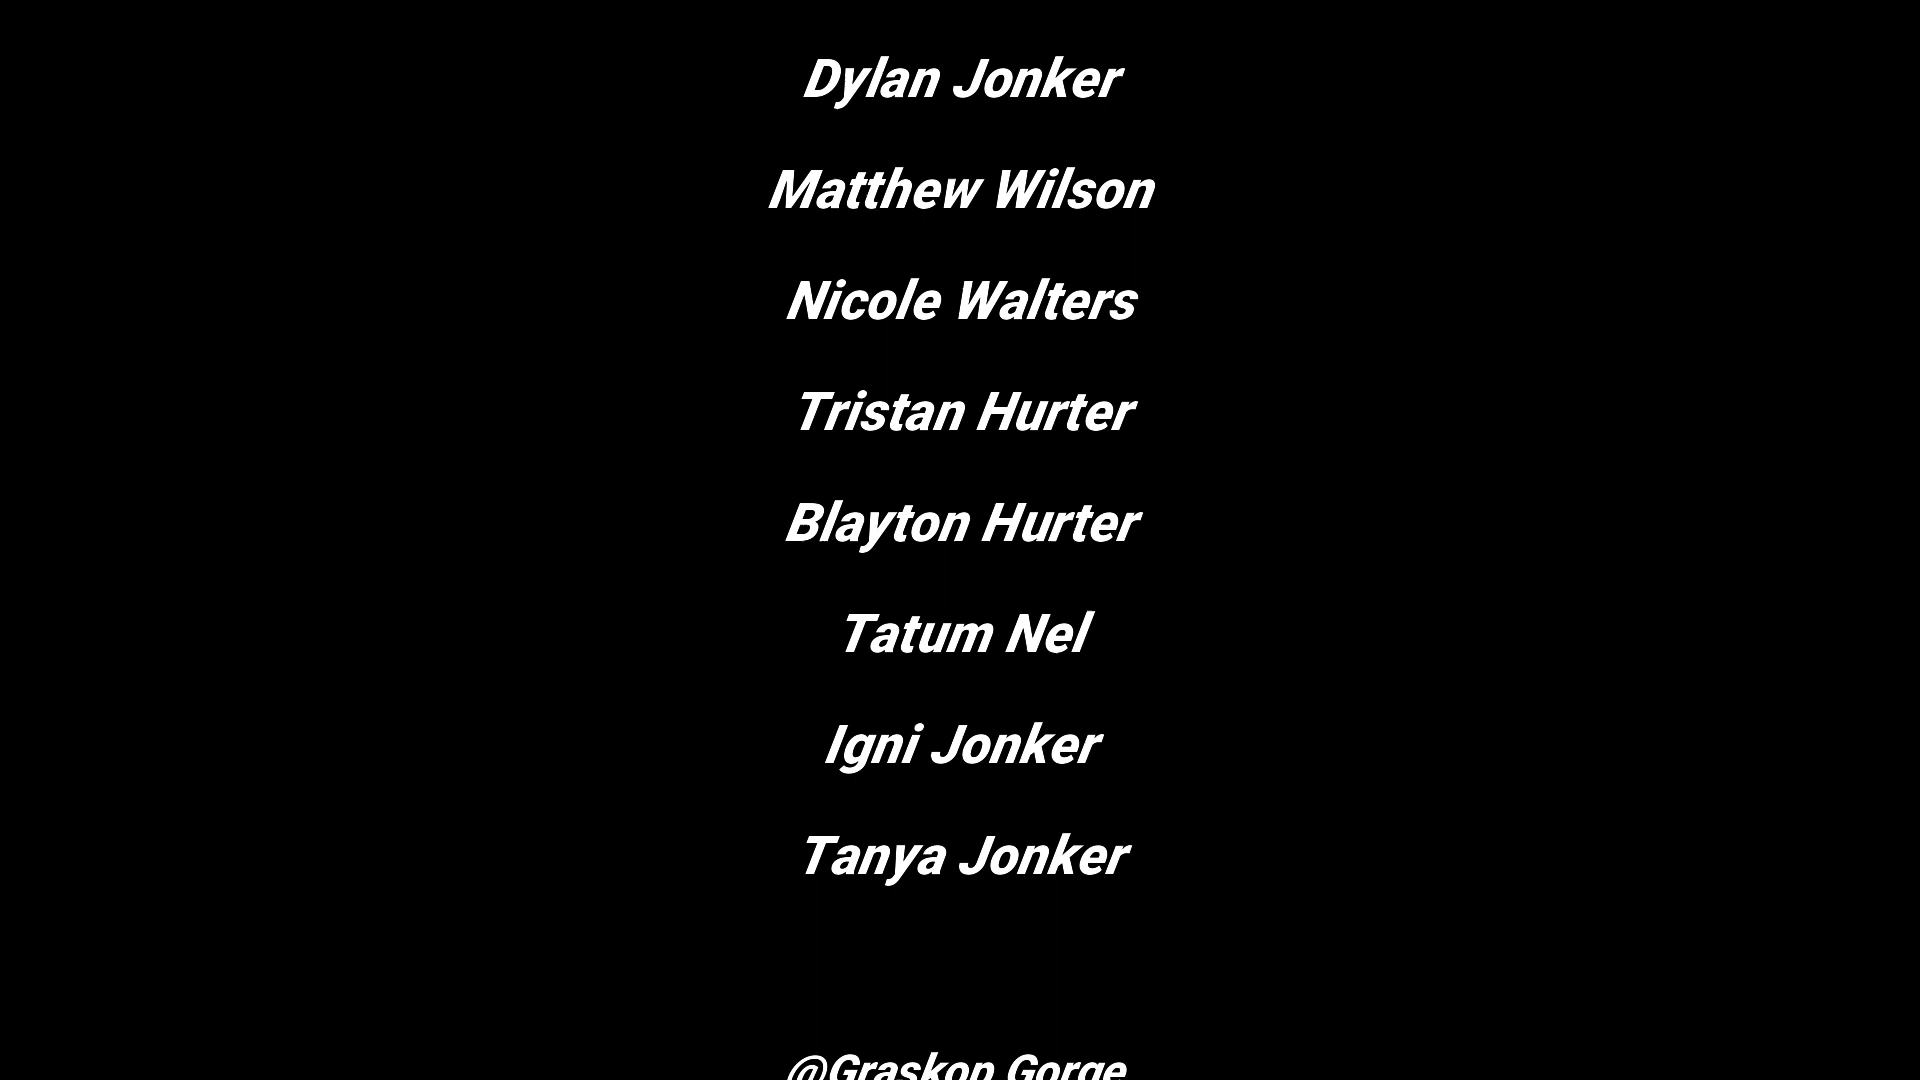 Dylan Jonker
Matthew Wilson
Nicole Walters
Tristan Hurter
Blayton Hurter
Tatum Nel
Igni Jonker
Tanya Jonker
@Graskop Gorge